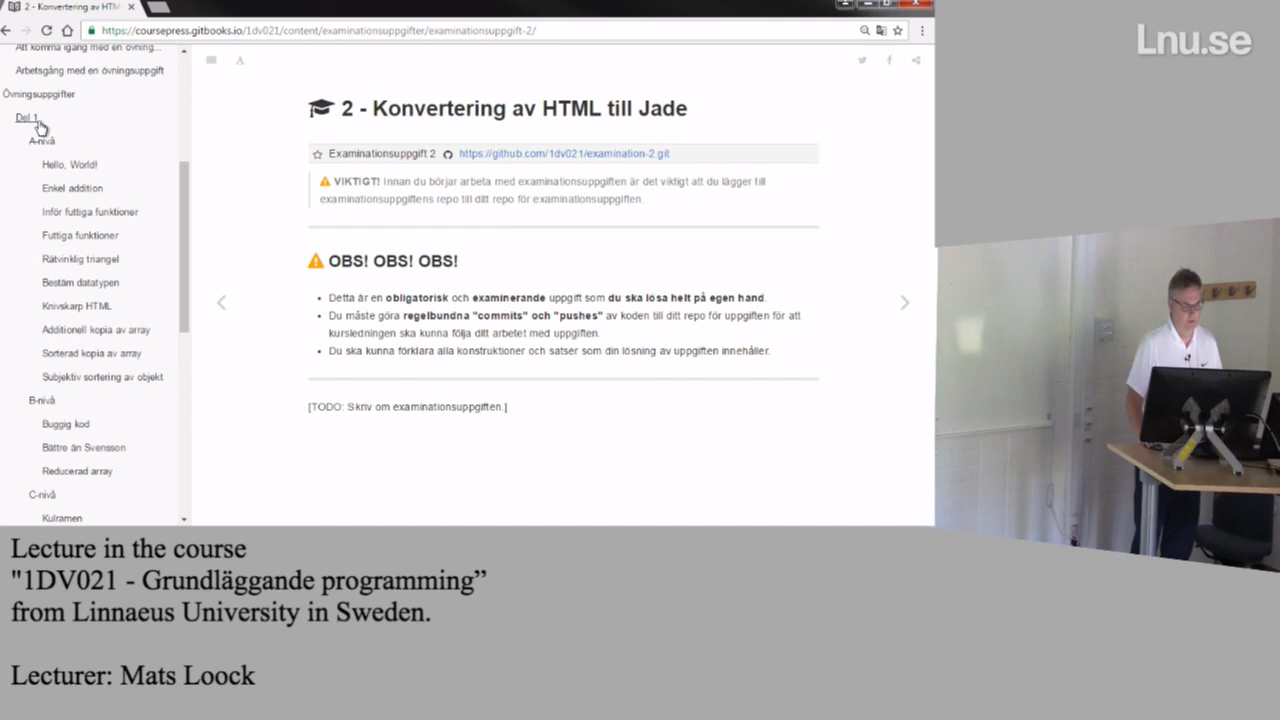 2 - Konvertering av HTM
https://coursepress.gitbooks.io/1dv021/content/examinationsuppgifter/examinationsuppgift-2/
Lnu.se
Att komma igång med en övning...
Arbetsgång med en övningsuppgift
Övningsuppgifter
Del 1
A-nivå
Hello, World!
Enkel addition
Inför futtiga funktioner
Futtiga funktioner
Rätvinklig triangel
Bestäm datatypen
Knivskarp HTML
Additionell kopia av array
Sorterad kopia av array
Subjektiv sortering av objekt
B-nivå
Buggig kod
Bättre än Svensson
Reducerad array
C-nivå
Kulramen
A
2 - Konvertering av HTML till Jade
Examinationsuppgift 2 https://github.com/1dv021/examination-2.git
VIKTIGT! Innan du börjar arbeta med examinationsuppgiften är det viktigt att du lägger till
examinationsuppgiftens repo till ditt repo för examinationsuppgiften.
OBS! OBS! OBS!
• Detta är en obligatorisk och examinerande uppgift som du ska lösa helt på egen hand.
• Du måste göra regelbundna "commits" och "pushes" av koden till ditt repo för uppgiften för att
kursledningen ska kunna följa ditt arbetet med uppgiften.
• Du ska kunna förklara alla konstruktioner och satser som din lösning av uppgiften innehåller.
[TODO: Skriv om examinationsuppgiften.]
Lecture in the course
"1DV021 - Grundläggande programming”
from Linnaeus University in Sweden.
Lecturer: Mats Loock